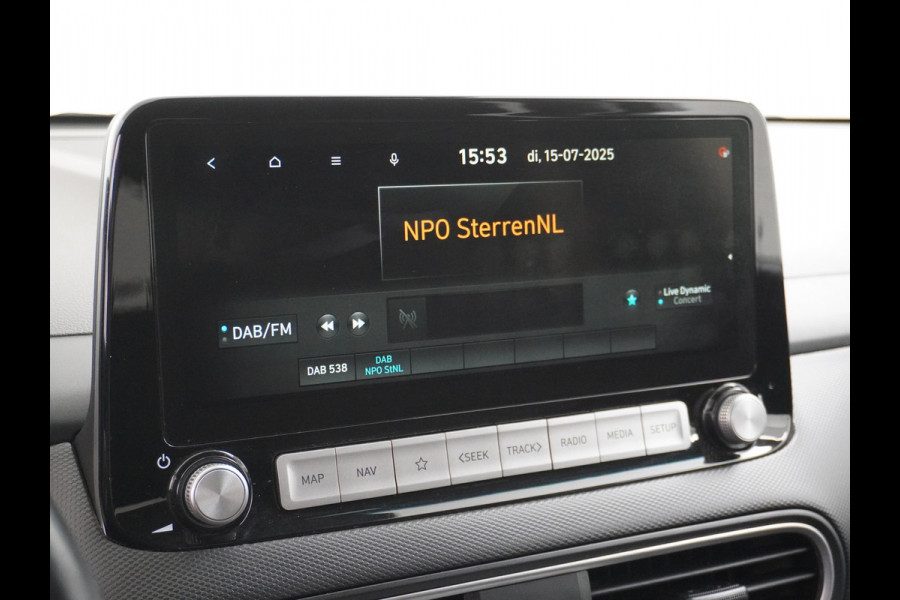 15:53 di, 15-07-2025
NPO SterrenNL
Live Dynamic
Concert
DAB/FM
DAB 538
DAB
NPO StNL
MAP NAV <SEEK TRACK> RADIO MEDIA SETUP